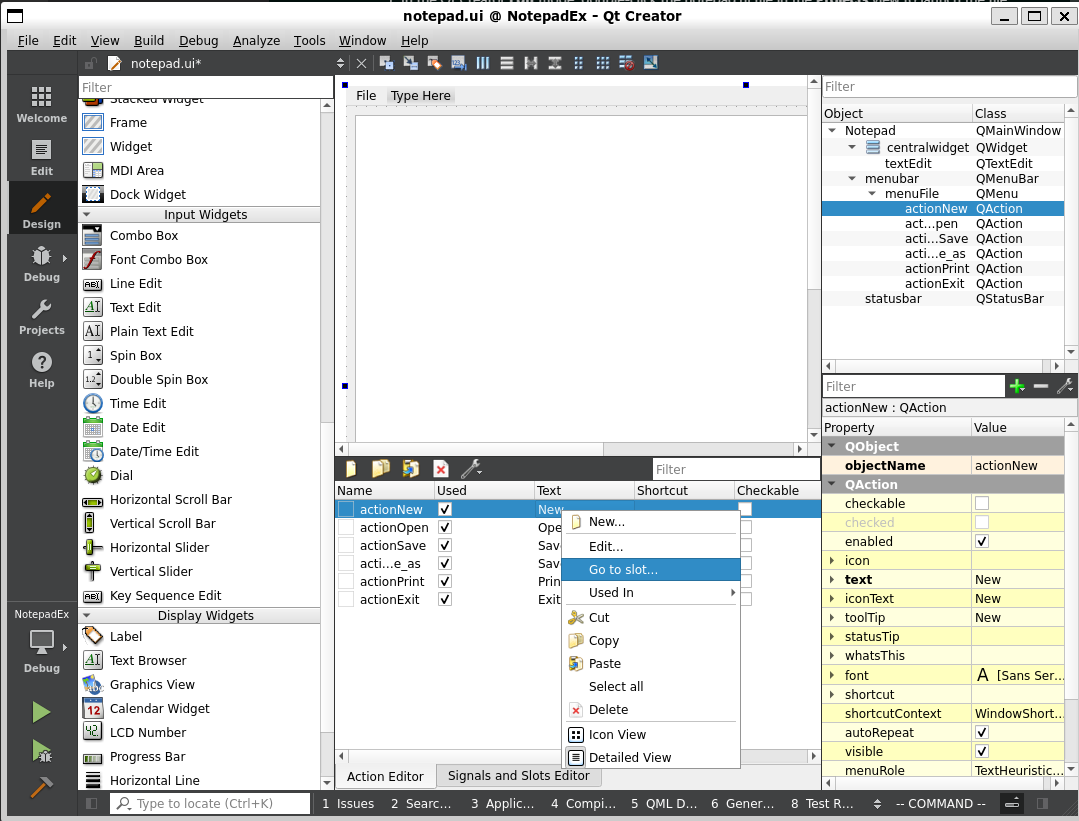 notepad.ui @ NotepadEx - Qt Creator
File Edit View Build Debug Analyze Tools Window Help
notepad.ui*
Welcome
Edit
Design
Debug
Projects
Help
NotepadEx
Debug
Filter
Stacked Widget
Frame
Widget
MDI Area
Dock Widget
Input Widgets
Combo Box
Font Combo Box
Line Edit
Text Edit
Plain Text Edit
Spin Box
Double Spin Box
Time Edit
Date Edit
Date/Time Edit
Dial
Horizontal Scroll Bar
Vertical Scroll Bar
Horizontal Slider
Vertical Slider
Key Sequence Edit
Display Widgets
Label
Text Browser
Graphics View
Calendar Widget
LCD Number
Progress Bar
Horizontal Line
File Type Here
Filter
Name Used Text Shortcut Checkable
actionNew New
actionOpen Ope
actionSave Save
acti...e_as Save
actionPrint Prin
actionExit Exit
New...
Edit...
Go to slot...
Used In
Cut
Copy
Paste
Select all
Delete
Icon View
Detailed View
Action Editor Signals and Slots Editor
Filter
Object Class
Notepad QMainWindow
centralwidget QWidget
textEdit QTextEdit
menubar QMenuBar
menuFile QMenu
actionNew QAction
act...pen QAction
acti...Save QAction
acti...e_as QAction
actionPrint QAction
actionExit QAction
statusbar QStatusBar
Filter
actionNew : QAction
Property Value
QObject
objectName actionNew
QAction
checkable
checked
enabled
icon
text New
iconText New
toolTip New
statusTip
whatsThis
font A [Sans Ser...
shortcut
shortcutContext WindowShort...
autoRepeat
visible
menuRole TextHeuristic...
Type to locate (Ctrl+K) 1 Issues 2 Searc... 3 Applic... 4 Compi... 5 QML D... 6 Gener... 8 Test R... -- COMMAND --